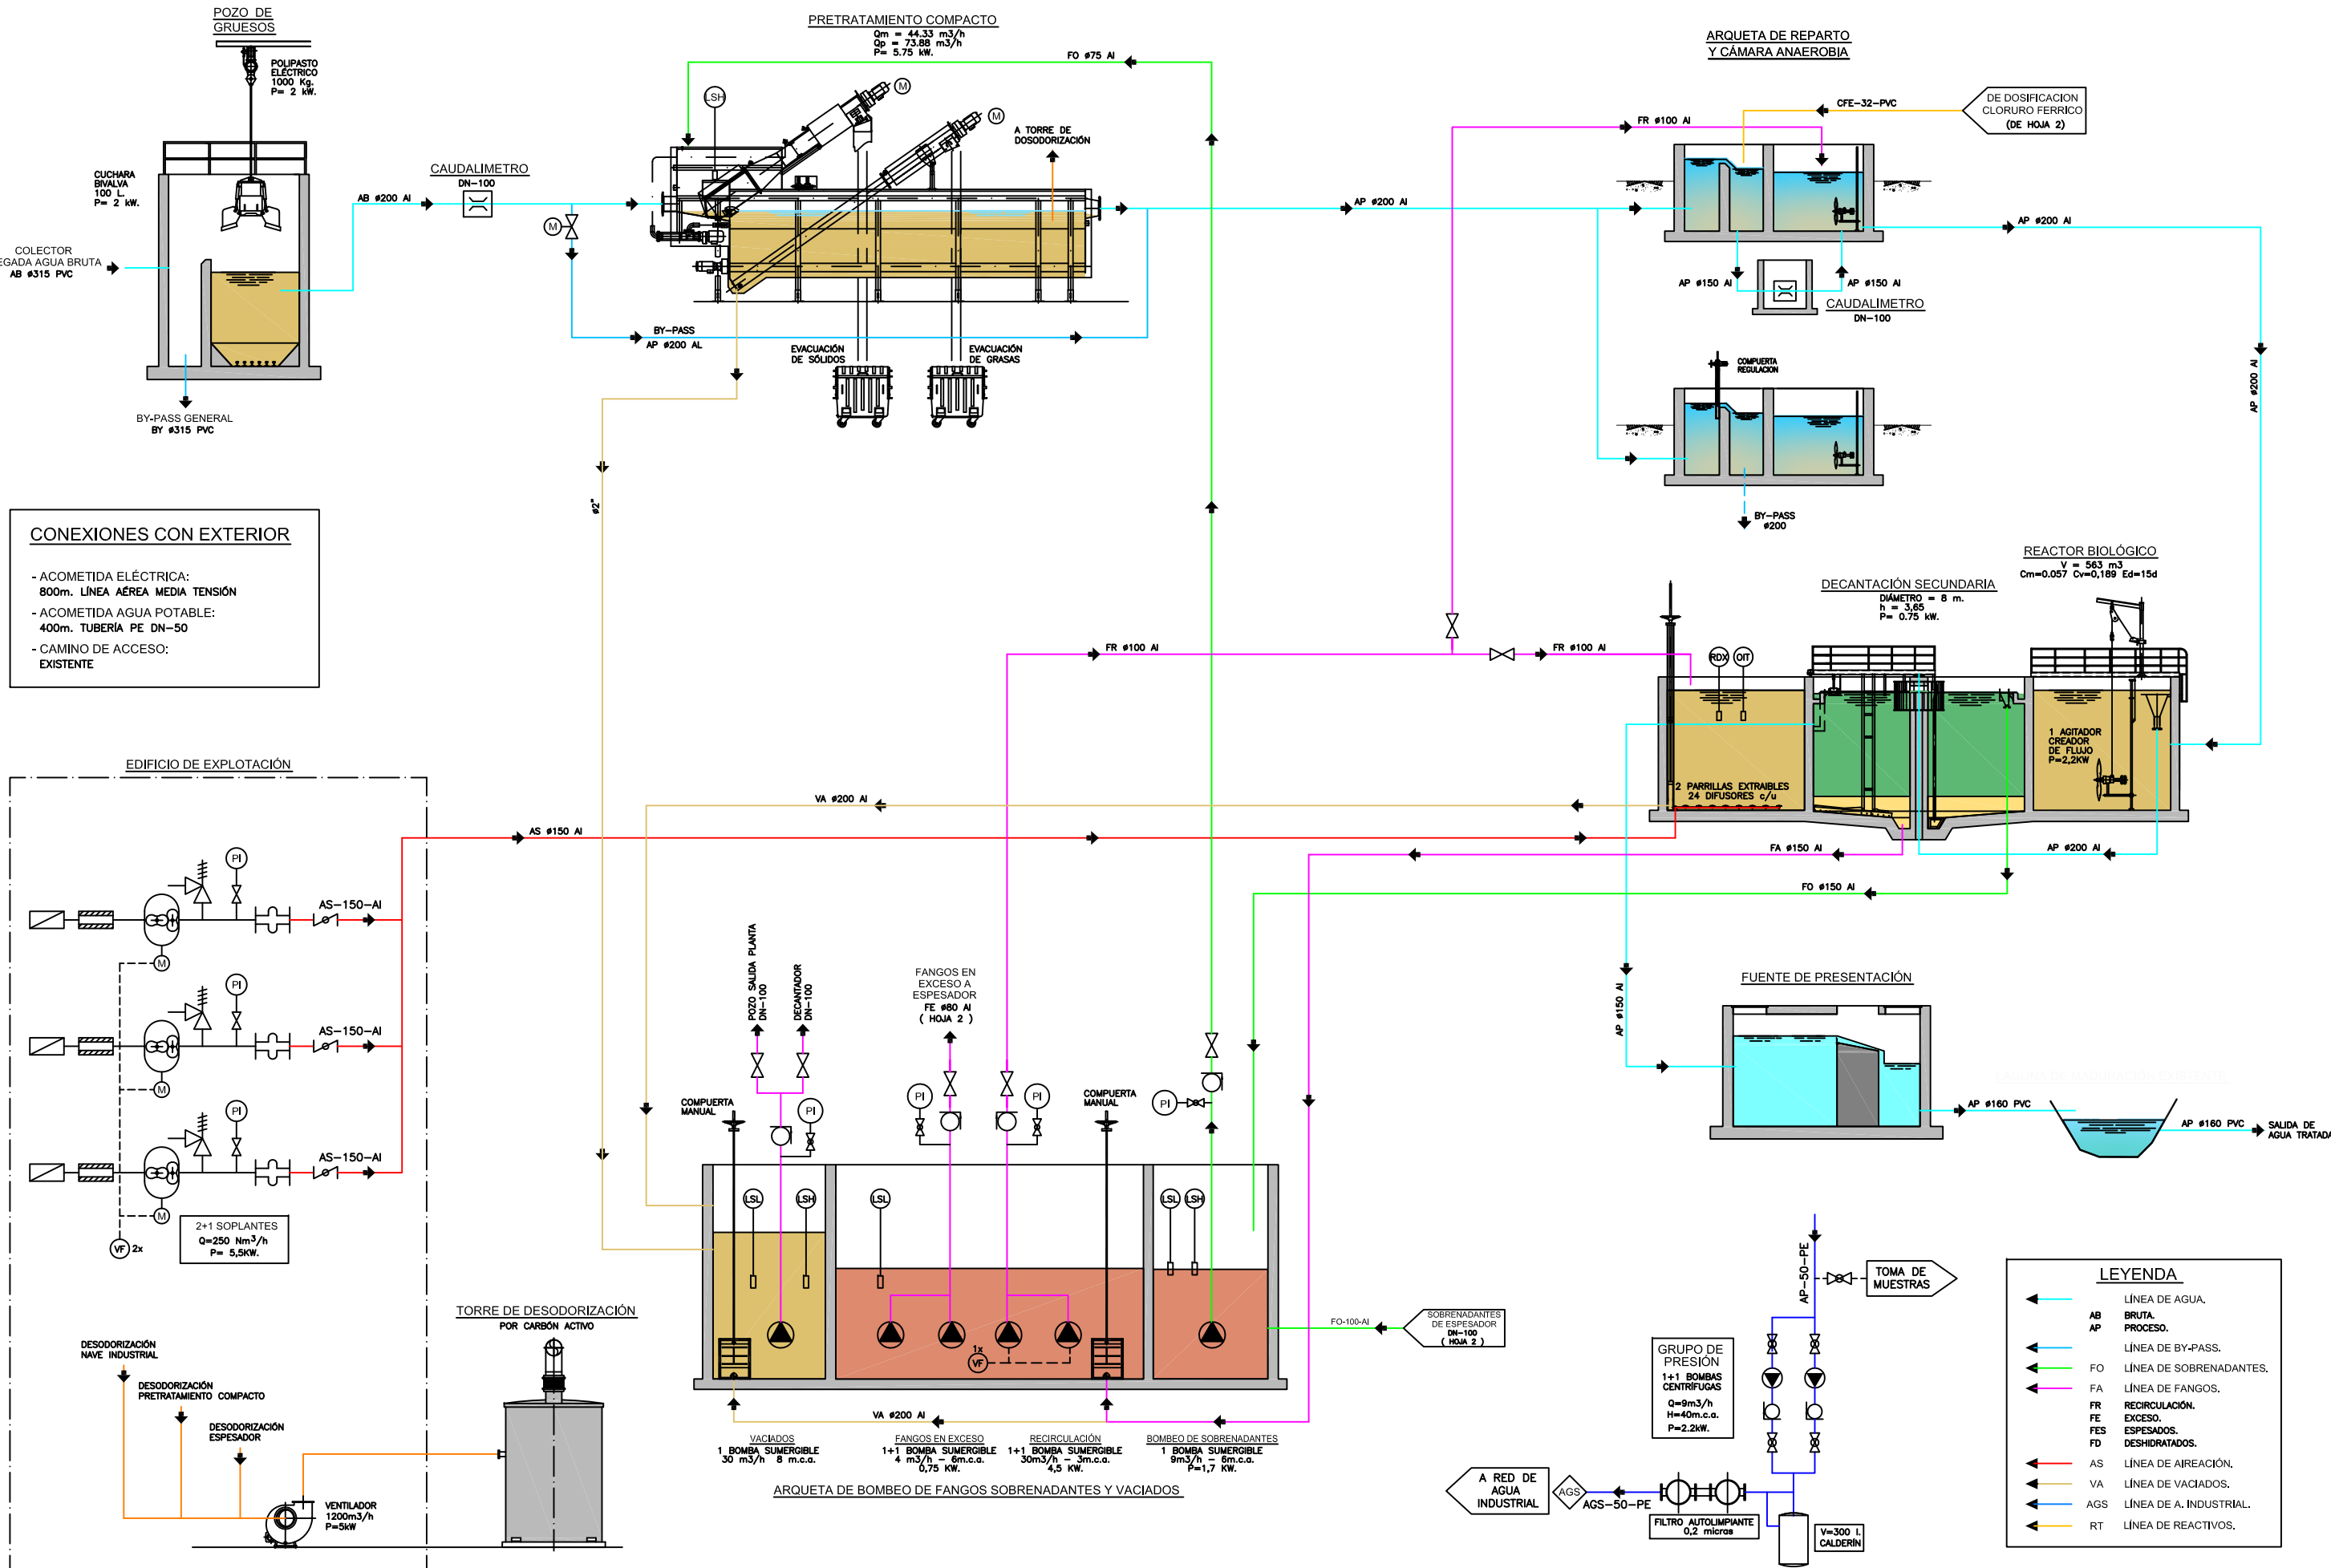 POZO DE
GRUESOS
POLIPASTO
ELÉCTRICO
1000 Kg.
P= 2 kW.
CUCHARA
BIVALVA
100 L.
P= 2 kW.
COLECTOR
EGADA AGUA BRUTA
AB ø315 PVC
BY-PASS GENERAL
BY ø315 PVC
AB ø200 AI
CAUDALÍMETRO
DN-100
M
PRETRATAMIENTO COMPACTO
Qm = 44.33 m3/h
Qp = 73.88 m3/h
P= 5.75 kW.
FO ø75 AI
LSH
M
M
A TORRE DE
DOSODORIZACIÓN
BY-PASS
AP ø200 AL
EVACUACIÓN
DE SÓLIDOS
EVACUACIÓN
DE GRASAS
ø2"
AP ø200 AI
ARQUETA DE REPARTO
Y CÁMARA ANAEROBIA
FR ø100 AI
CFE-32-PVC
DE DOSIFICACION
CLORURO FERRICO
(DE HOJA 2)
AP ø200 AI
AP ø150 AI
AP ø150 AI
CAUDALÍMETRO
DN-100
COMPUERTA
REGULACION
BY-PASS
ø200
AP ø200 AI
CONEXIONES CON EXTERIOR
- ACOMETIDA ELÉCTRICA:
800m. LÍNEA AÉREA MEDIA TENSIÓN
- ACOMETIDA AGUA POTABLE:
400m. TUBERÍA PE DN-50
- CAMINO DE ACCESO:
EXISTENTE
REACTOR BIOLÓGICO
V = 563 m3
Cm=0.057 Cv=0,189 Ed=15d
DECANTACIÓN SECUNDARIA
DIÁMETRO = 8 m.
h = 3,65
P= 0.75 kW.
FR ø100 AI
FR ø100 AI
RDX
OIT
1 AGITADOR
CREADOR
DE FLUJO
P=2,2KW
2 PARRILLAS EXTRAIBLES
24 DIFUSORES c/u
VA ø200 AI
AS ø150 AI
FA ø150 AI
AP ø200 AI
FO ø150 AI
AP ø150 AI
EDIFICIO DE EXPLOTACIÓN
PI
AS-150-AI
M
PI
AS-150-AI
M
PI
AS-150-AI
M
VF 2x
2+1 SOPLANTES
Q=250 Nm³/h
P= 5,5KW.
POZO SALIDA PLANTA
DN-100
DECANTADOR
DN-100
FANGOS EN
EXCESO A
ESPESADOR
FE ø80 AI
( HOJA 2 )
COMPUERTA
MANUAL
PI
PI
PI
COMPUERTA
MANUAL
PI
LSL
LSH
LSL
LSL
LSH
1x
VF
FO-100-AI
SOBRENADANTES
DE ESPESADOR
DN-100
( HOJA 2 )
VA ø200 AI
VACIADOS
1 BOMBA SUMERGIBLE
30 m3/h 8 m.c.a.
FANGOS EN EXCESO
1+1 BOMBA SUMERGIBLE
4 m3/h - 6m.c.a.
0,75 KW.
RECIRCULACIÓN
1+1 BOMBA SUMERGIBLE
30m3/h - 3m.c.a.
4,5 KW.
BOMBEO DE SOBRENADANTES
1 BOMBA SUMERGIBLE
9m3/h - 6m.c.a.
P=1,7 KW.
ARQUETA DE BOMBEO DE FANGOS SOBRENADANTES Y VACIADOS
FUENTE DE PRESENTACIÓN
AP ø160 PVC
AP ø160 PVC
SALIDA DE
AGUA TRATADA
TORRE DE DESODORIZACIÓN
POR CARBÓN ACTIVO
DESODORIZACIÓN
NAVE INDUSTRIAL
DESODORIZACIÓN
PRETRATAMIENTO COMPACTO
DESODORIZACIÓN
ESPESADOR
VENTILADOR
1200m3/h
P=5kW
AP-50-PE
TOMA DE
MUESTRAS
GRUPO DE
PRESIÓN
1+1 BOMBAS
CENTRÍFUGAS
Q=9m3/h
H=40m.c.a.
P=2.2kW.
A RED DE
AGUA
INDUSTRIAL
AGS
AGS-50-PE
FILTRO AUTOLIMPIANTE
0,2 micras
V=300 l.
CALDERÍN
LEYENDA
LÍNEA DE AGUA.
AB BRUTA.
AP PROCESO.
LÍNEA DE BY-PASS.
FO LÍNEA DE SOBRENADANTES.
FA LÍNEA DE FANGOS.
FR RECIRCULACIÓN.
FE EXCESO.
FES ESPESADOS.
FD DESHIDRATADOS.
AS LÍNEA DE AIREACIÓN.
VA LÍNEA DE VACIADOS.
AGS LÍNEA DE A. INDUSTRIAL.
RT LÍNEA DE REACTIVOS.